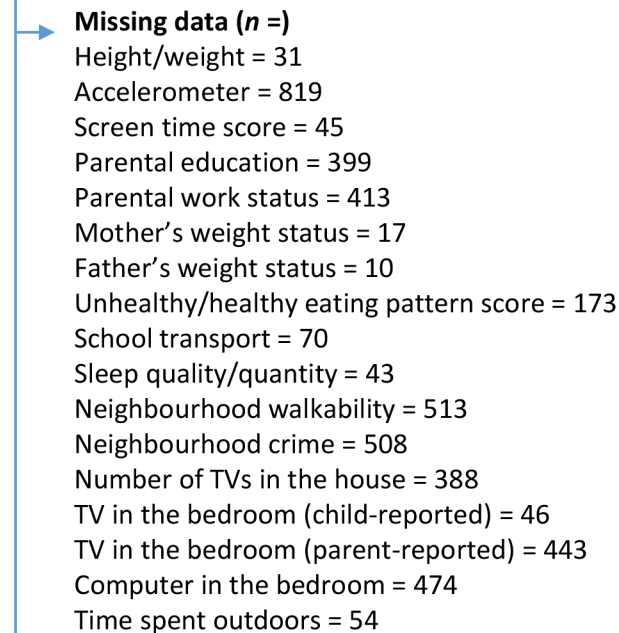 Missing data (n =)
Height/weight = 31
Accelerometer = 819
Screen time score = 45
Parental education = 399
Parental work status = 413
Mother’s weight status = 17
Father’s weight status = 10
Unhealthy/healthy eating pattern score = 173
School transport = 70
Sleep quality/quantity = 43
Neighbourhood walkability = 513
Neighbourhood crime = 508
Number of TVs in the house = 388
TV in the bedroom (child-reported) = 46
TV in the bedroom (parent-reported) = 443
Computer in the bedroom = 474
Time spent outdoors = 54